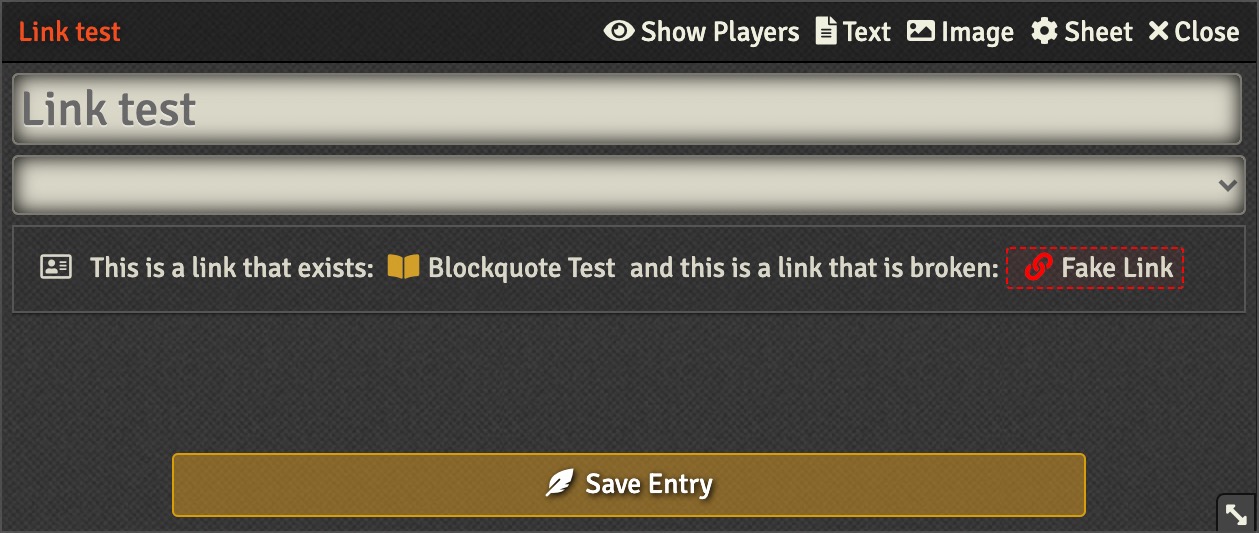 Link test Show Players Text Image Sheet Close
Link test
This is a link that exists: Blockquote Test and this is a link that is broken: Fake Link
Save Entry